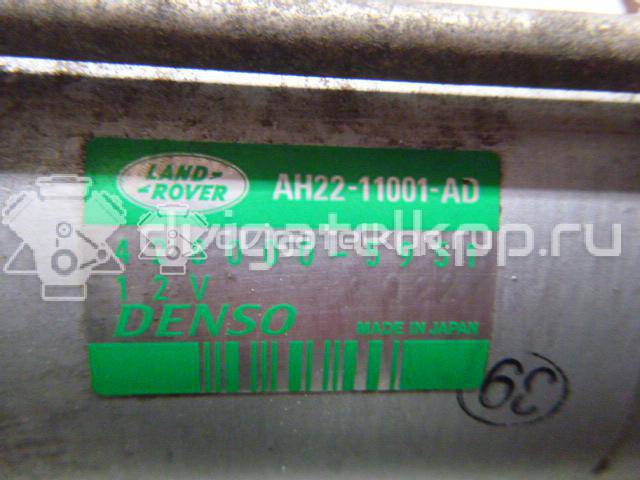 LAND-
-ROVER
AH22-11001-AD
12V
DENSO
MADE IN JAPAN
39